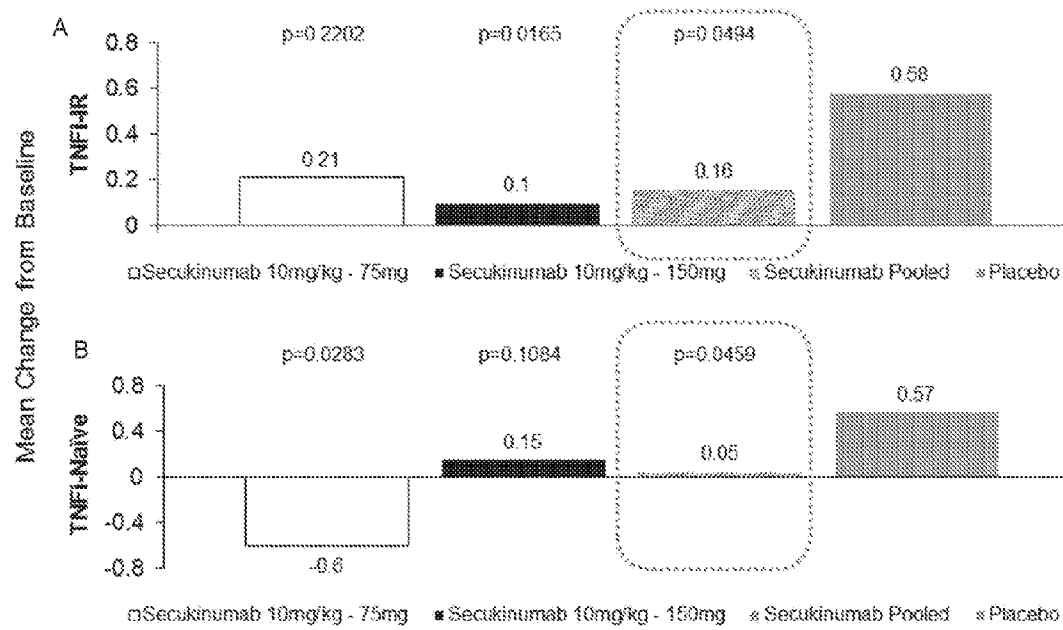 A
p=0.2202 p=0.0165 p=0.0494
0.8
0.6
0.4
0.2
0
0.21
0.1
0.16
0.58
TNFi-IR
Secukinumab 10mg/kg - 75mg Secukinumab 10mg/kg - 150mg Secukinumab Pooled Placebo
Mean Change from Baseline
B
p=0.0283 p=0.1084 p=0.0459
0.8
0.4
0
-0.4
-0.8
-0.6
0.15
0.05
0.57
TNFi-Naïve
Secukinumab 10mg/kg - 75mg Secukinumab 10mg/kg - 150mg Secukinumab Pooled Placebo